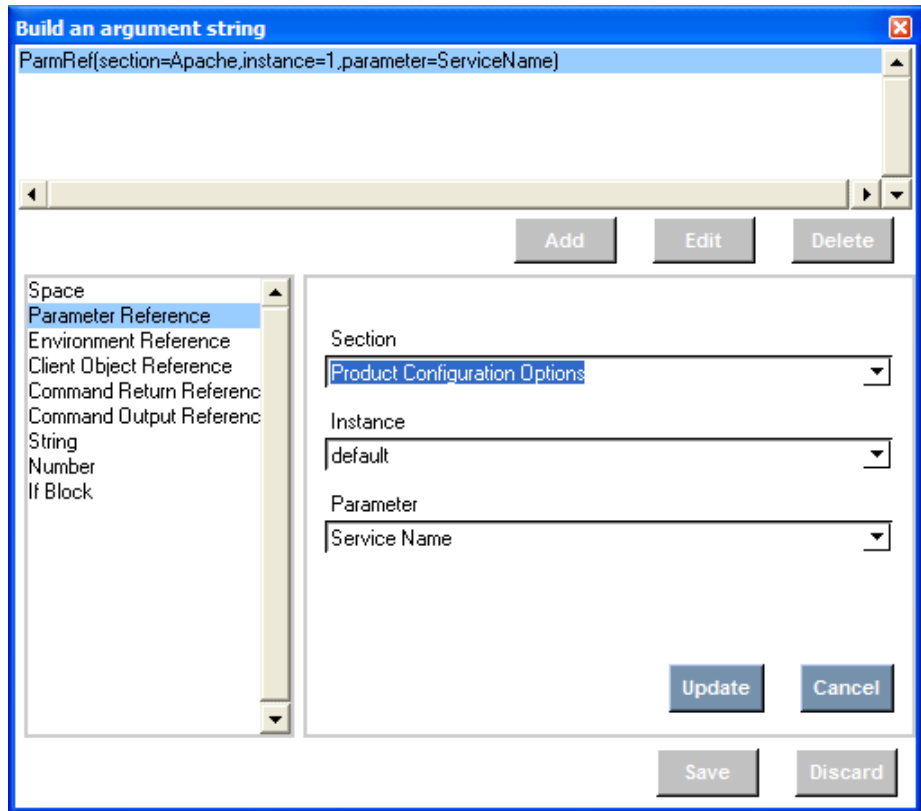 Build an argument string
ParmRef(section=Apache,instance=1,parameter=ServiceName)
Add
Edit
Delete
Space
Parameter Reference
Environment Reference
Client Object Reference
Command Return Referenc
Command Output Referenc
String
Number
If Block
Section
Product Configuration Options
Instance
default
Parameter
Service Name
Update
Cancel
Save
Discard